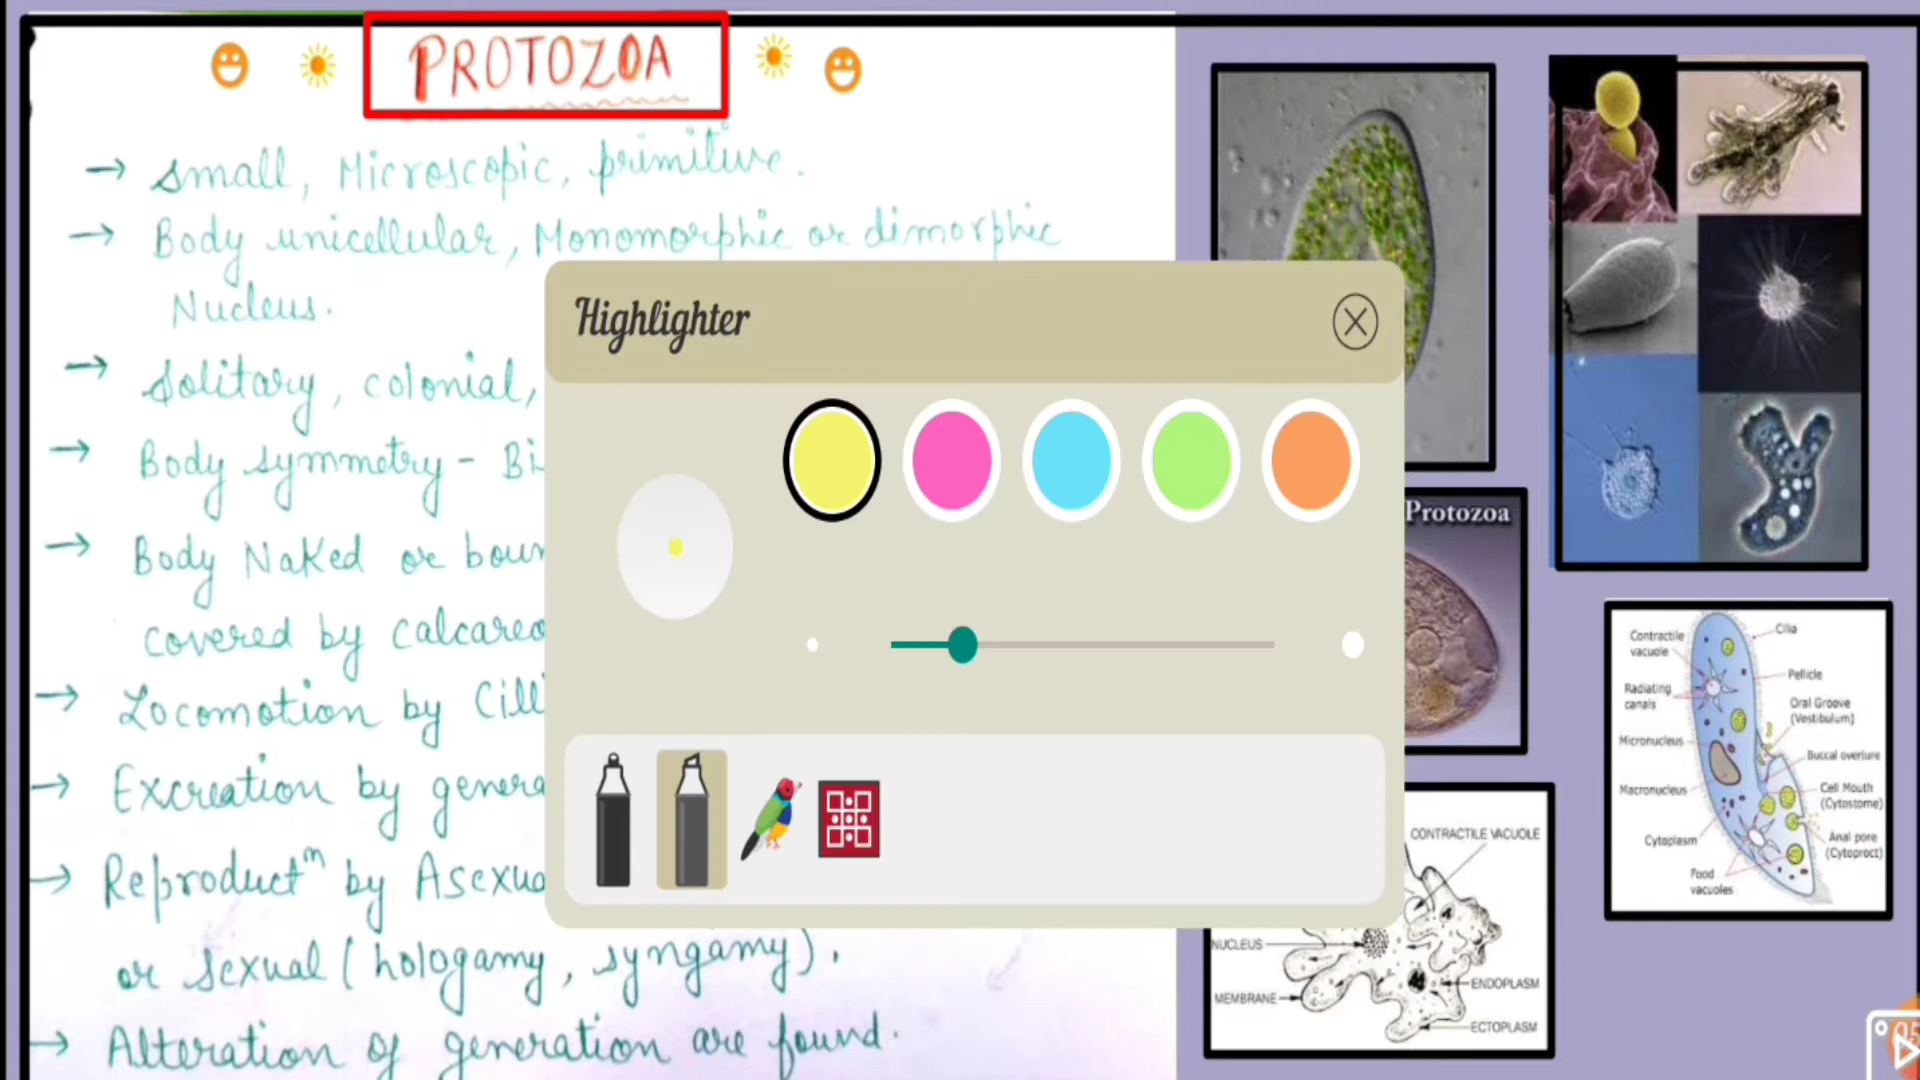 PROTOZOA
→ Small, Microscopic, primitive.
→ Body unicellular, Monomorphic or dimorphic
Nucleus.
→ Solitary, colonial,
→ Body symmetry - Bi
→ Body Naked or boun
covered by calcareo
→ Locomotion by Cill
→ Excreation by genera
→ Reproductⁿ by Asexua
or sexual (hologamy, syngamy).
→ Alteration of generation are found.
Highlighter
Protozoa
Contractile
vacuole
Cilia
Pellicle
Radiating
canals
Oral Groove
(Vestibulum)
Micronucleus
Buccal overture
Macronucleus
Cell Mouth
(Cytostome)
Cytoplasm
Anal pore
(Cytoproct)
Food
vacuoles
CONTRACTILE VACUOLE
NUCLEUS
ENDOPLASM
MEMBRANE
ECTOPLASM
05